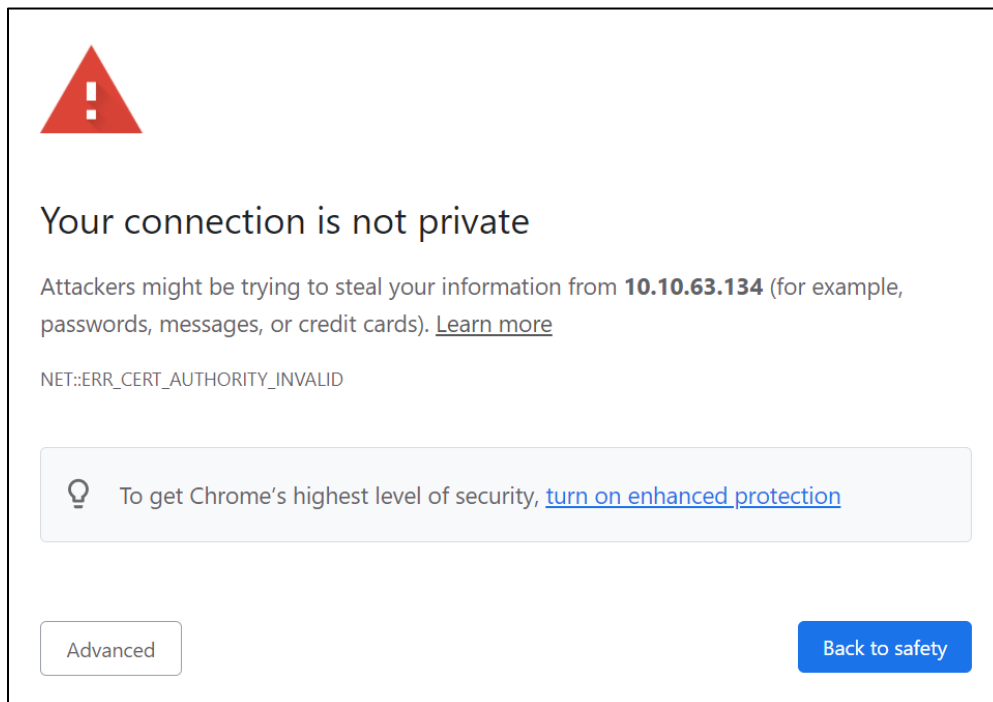 Your connection is not private
Attackers might be trying to steal your information from 10.10.63.134 (for example,
passwords, messages, or credit cards). Learn more
NET::ERR_CERT_AUTHORITY_INVALID
To get Chrome’s highest level of security, turn on enhanced protection
Advanced
Back to safety